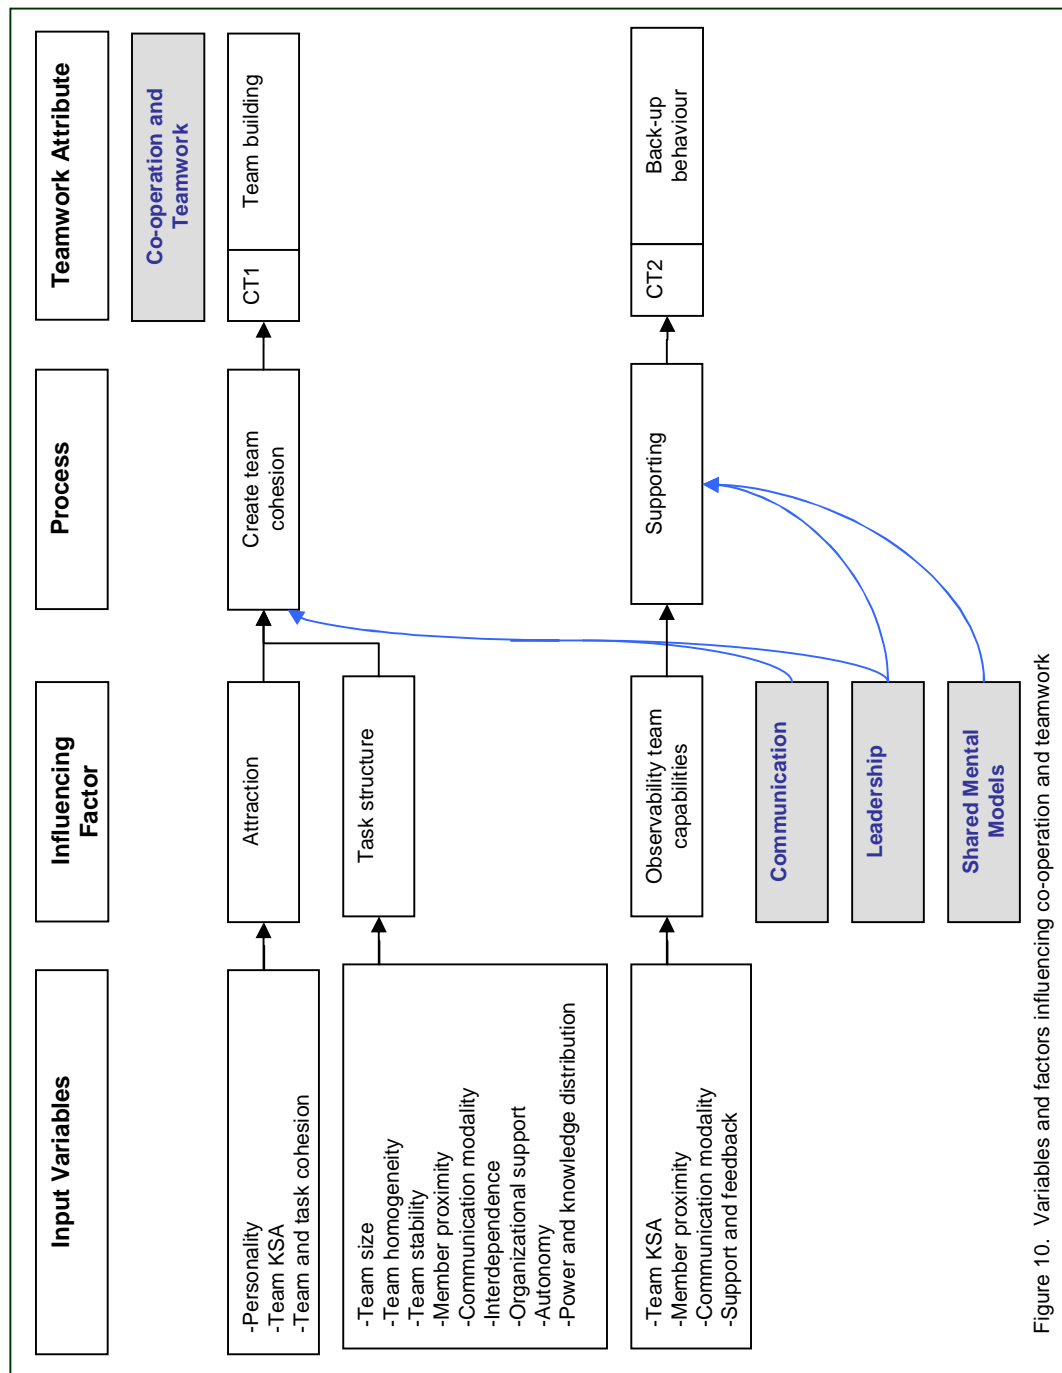 Input Variables
Influencing
Factor
Process
Teamwork Attribute
Co-operation and
Teamwork
-Personality
-Team KSA
-Team and task cohesion
Attraction
Create team
cohesion
CT1
Team building
-Team size
-Team homogeneity
-Team stability
-Member proximity
-Communication modality
-Interdependence
-Organizational support
-Autonomy
-Power and knowledge distribution
Task structure
-Team KSA
-Member proximity
-Communication modality
-Support and feedback
Observability team
capabilities
Supporting
CT2
Back-up
behaviour
Communication
Leadership
Shared Mental
Models
Figure 10. Variables and factors influencing co-operation and teamwork